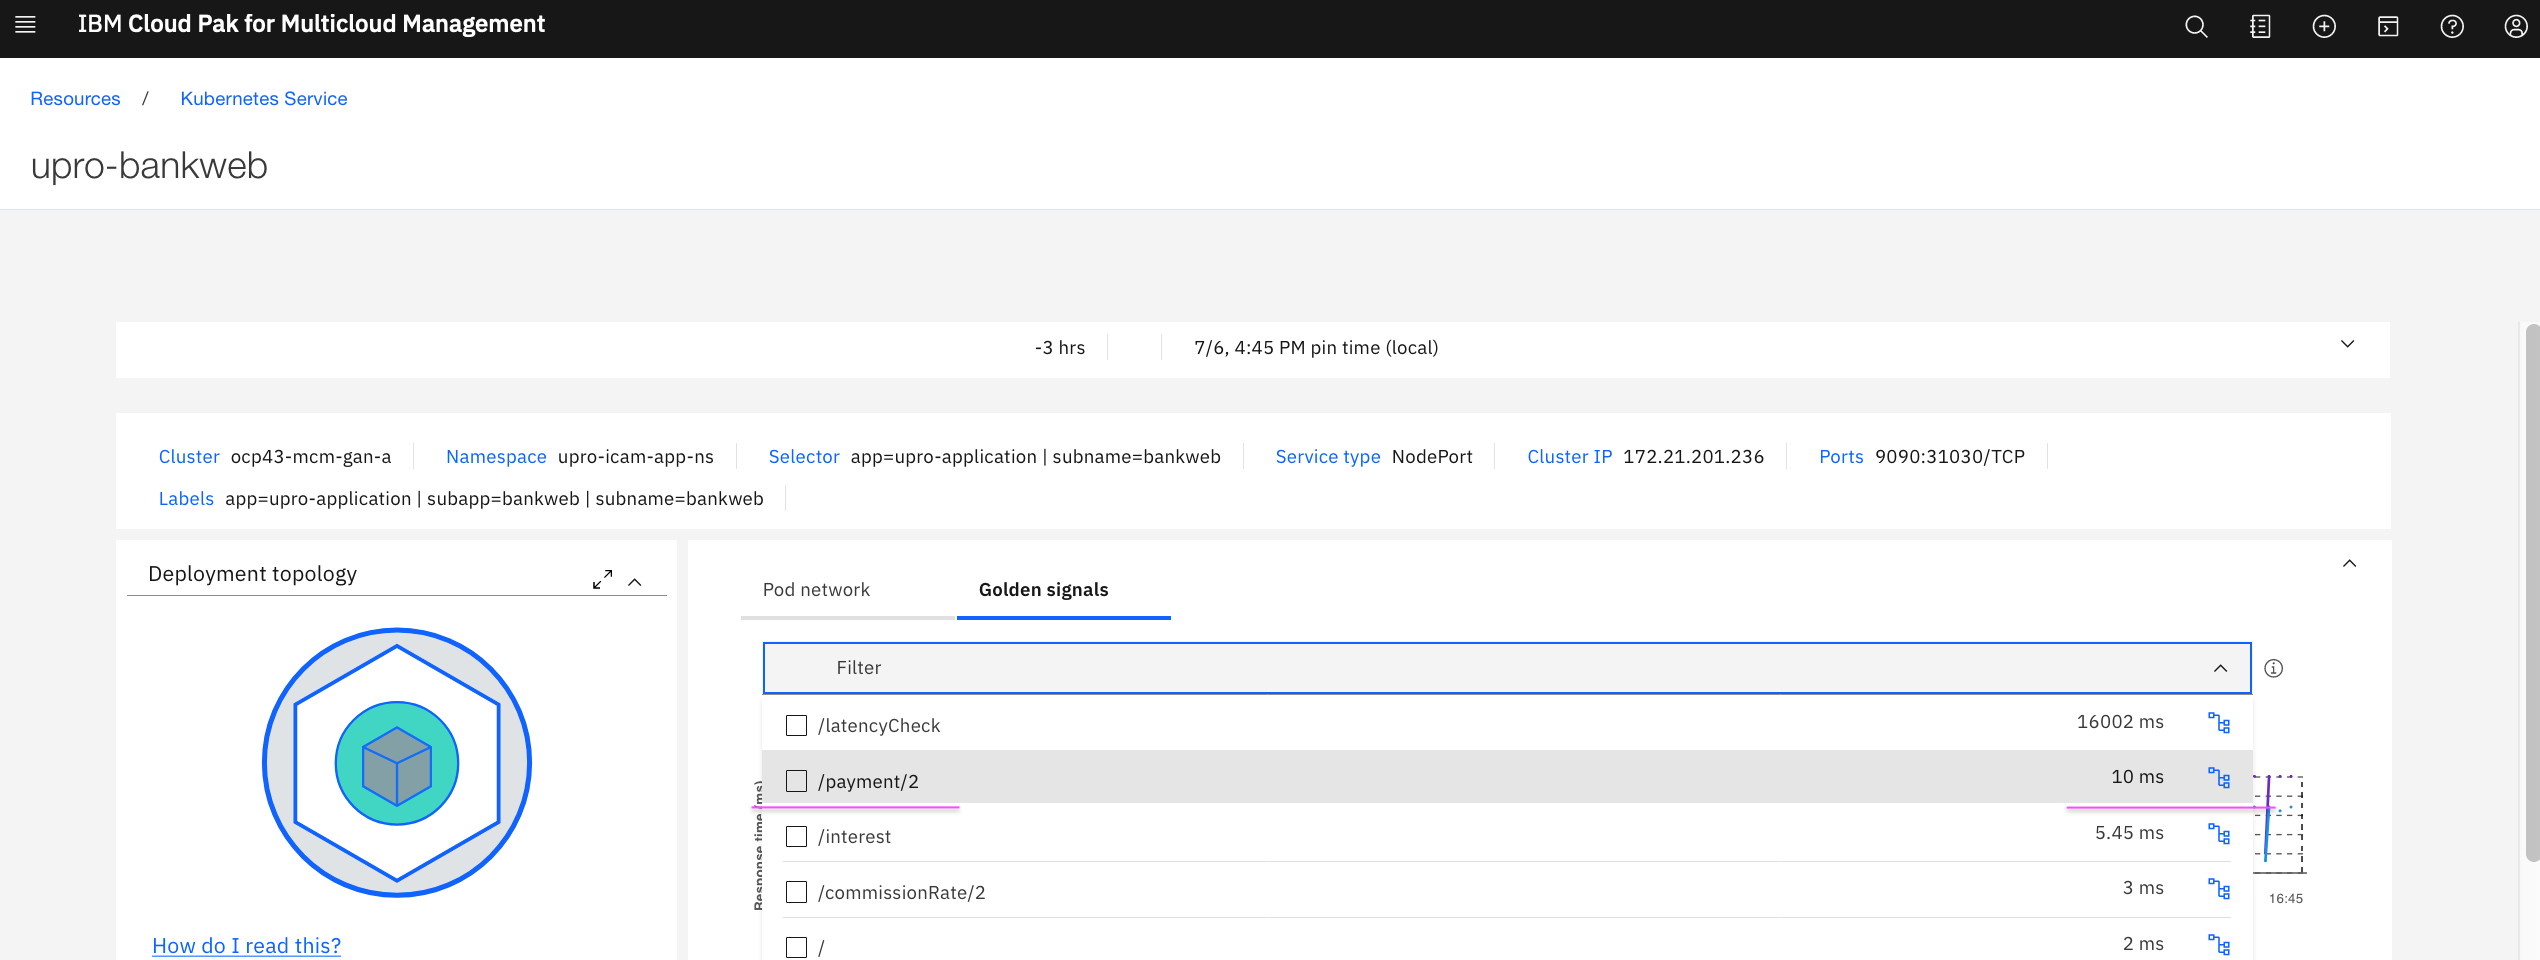 IBM Cloud Pak for Multicloud Management
Resources / Kubernetes Service
upro-bankweb
-3 hrs 7/6, 4:45 PM pin time (local)
Cluster ocp43-mcm-gan-a Namespace upro-icam-app-ns Selector app=upro-application | subname=bankweb Service type NodePort Cluster IP 172.21.201.236 Ports 9090:31030/TCP
Labels app=upro-application | subapp=bankweb | subname=bankweb
Deployment topology
How do I read this?
Pod network Golden signals
Filter
/latencyCheck 16002 ms
/payment/2 10 ms
/interest 5.45 ms
/commissionRate/2 3 ms
/ 2 ms
Response time (ms)
16:45